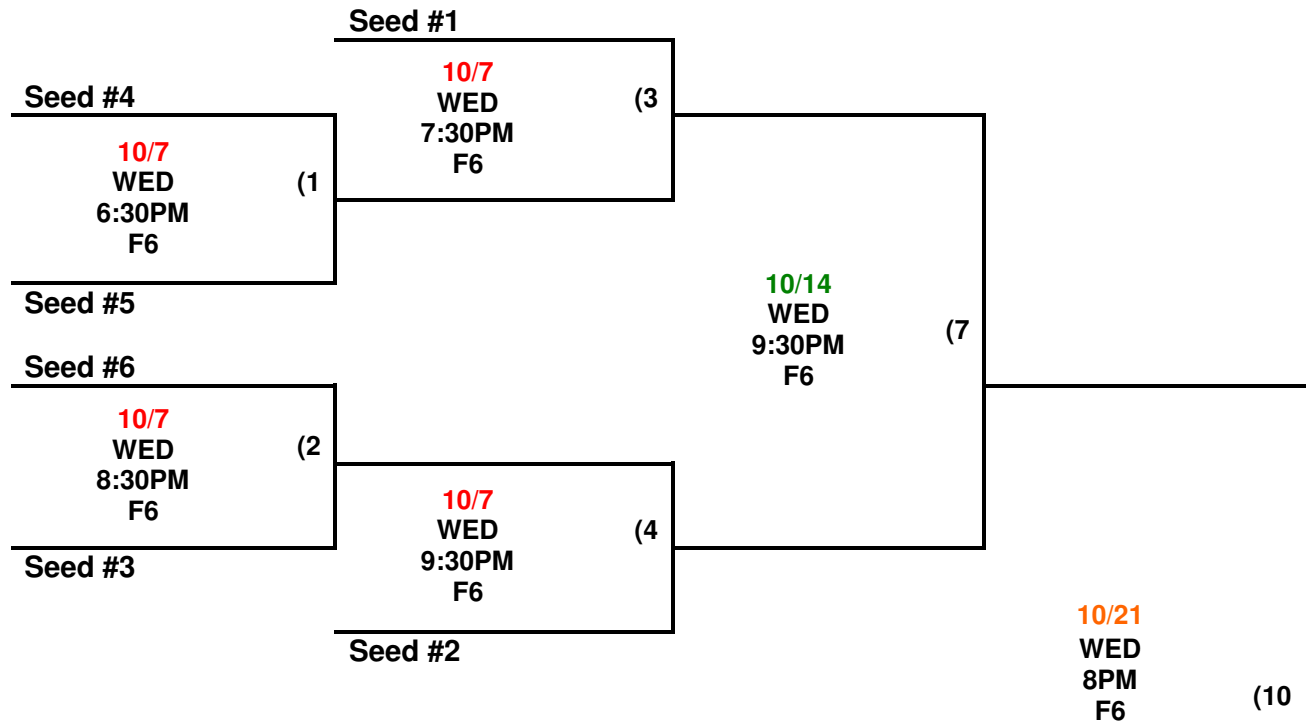 Seed #1
10/7
WED
7:30PM
F6
(3
Seed #4
10/7
WED
6:30PM
F6
(1
Seed #5
10/14
WED
9:30PM
F6
(7
Seed #6
10/7
WED
8:30PM
F6
(2
Seed #3
10/7
WED
9:30PM
F6
(4
Seed #2
10/21
WED
8PM
F6
(10